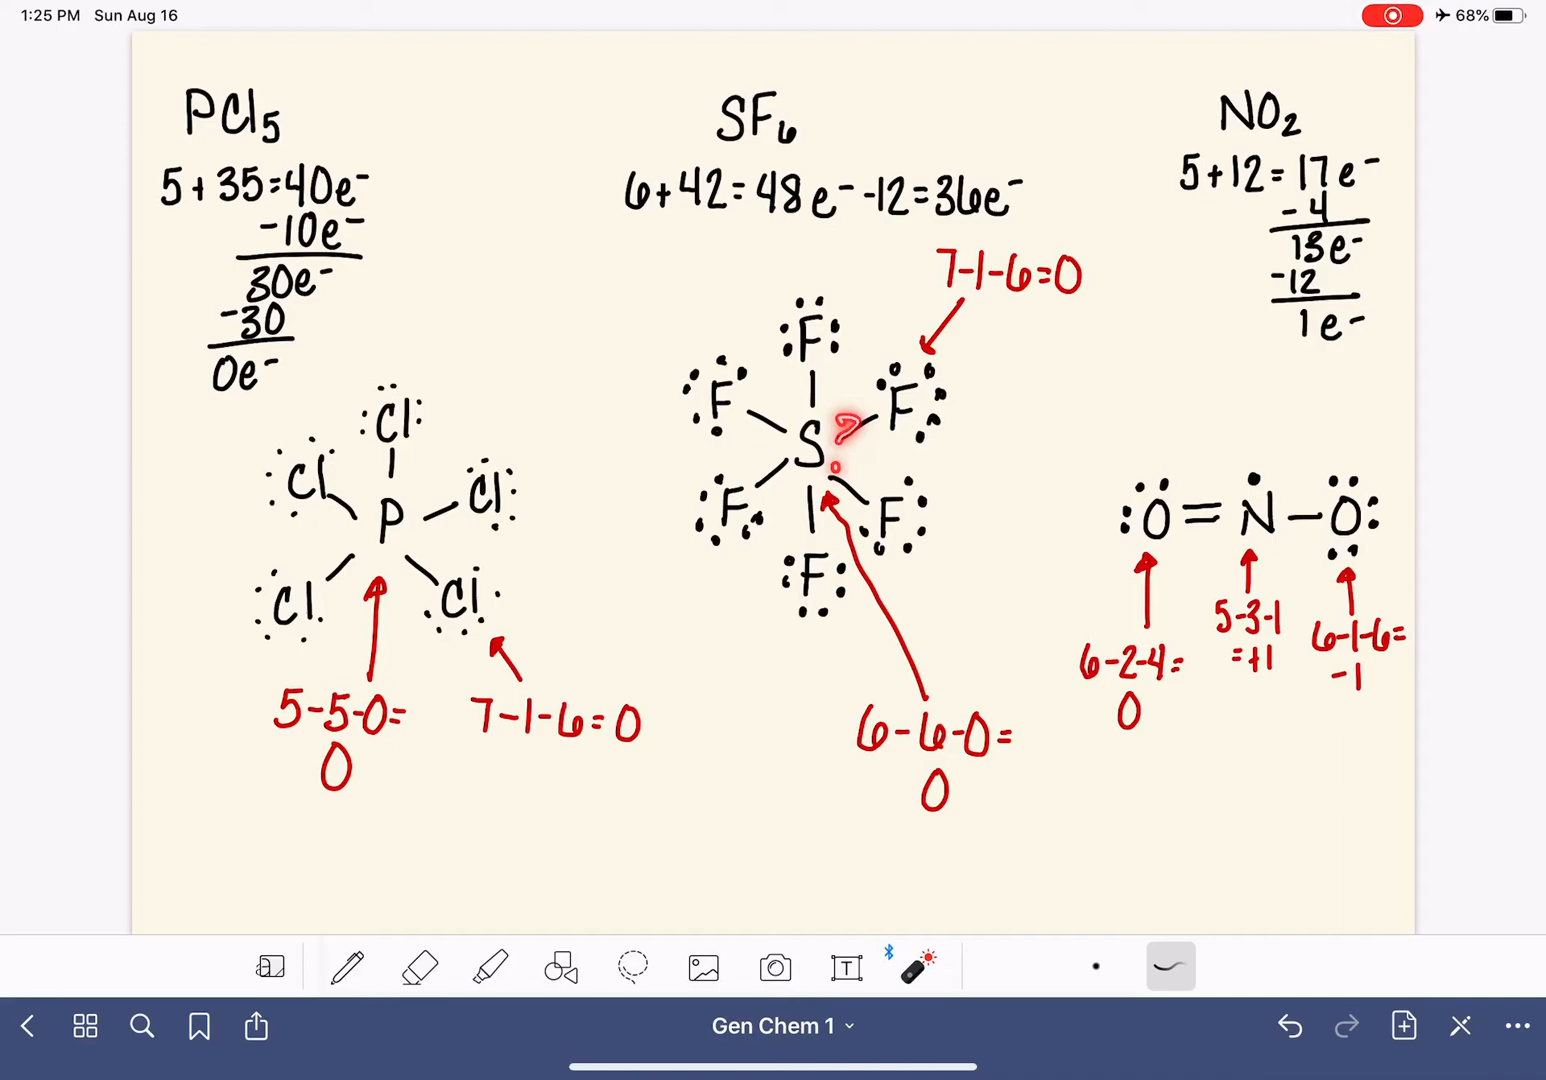 1:25 PM Sun Aug 16
68%
PCl5
5+35=40e-
-10e-
30e-
-30
0e-
Cl
Cl
Cl
P
Cl
Cl
5-5-0=
0
7-1-6=0
SF6
6+42=48e- -12=36e-
7-1-6=0
F
F
F
S
F
F
F
6-6-0=
0
NO2
5+12=17e-
-4
13e-
-12
1e-
O=N-O
6-2-4=
0
5-3-1
=+1
6-1-6=
-1
T
Gen Chem 1